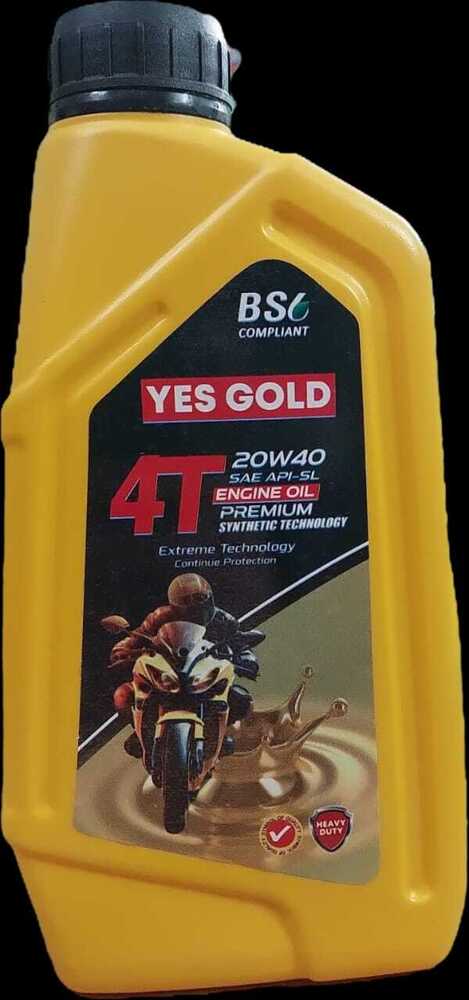 BS6
COMPLIANT
YES GOLD
4T
20W40
SAE API-SL
ENGINE OIL
PREMIUM
SYNTHETIC TECHNOLOGY
Extreme Technology
Continue Protection
HEAVY
DUTY